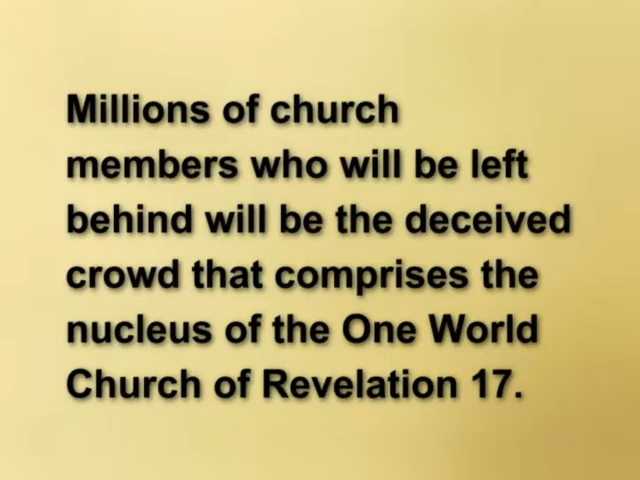 Millions of church
members who will be left
behind will be the deceived
crowd that comprises the
nucleus of the One World
Church of Revelation 17.